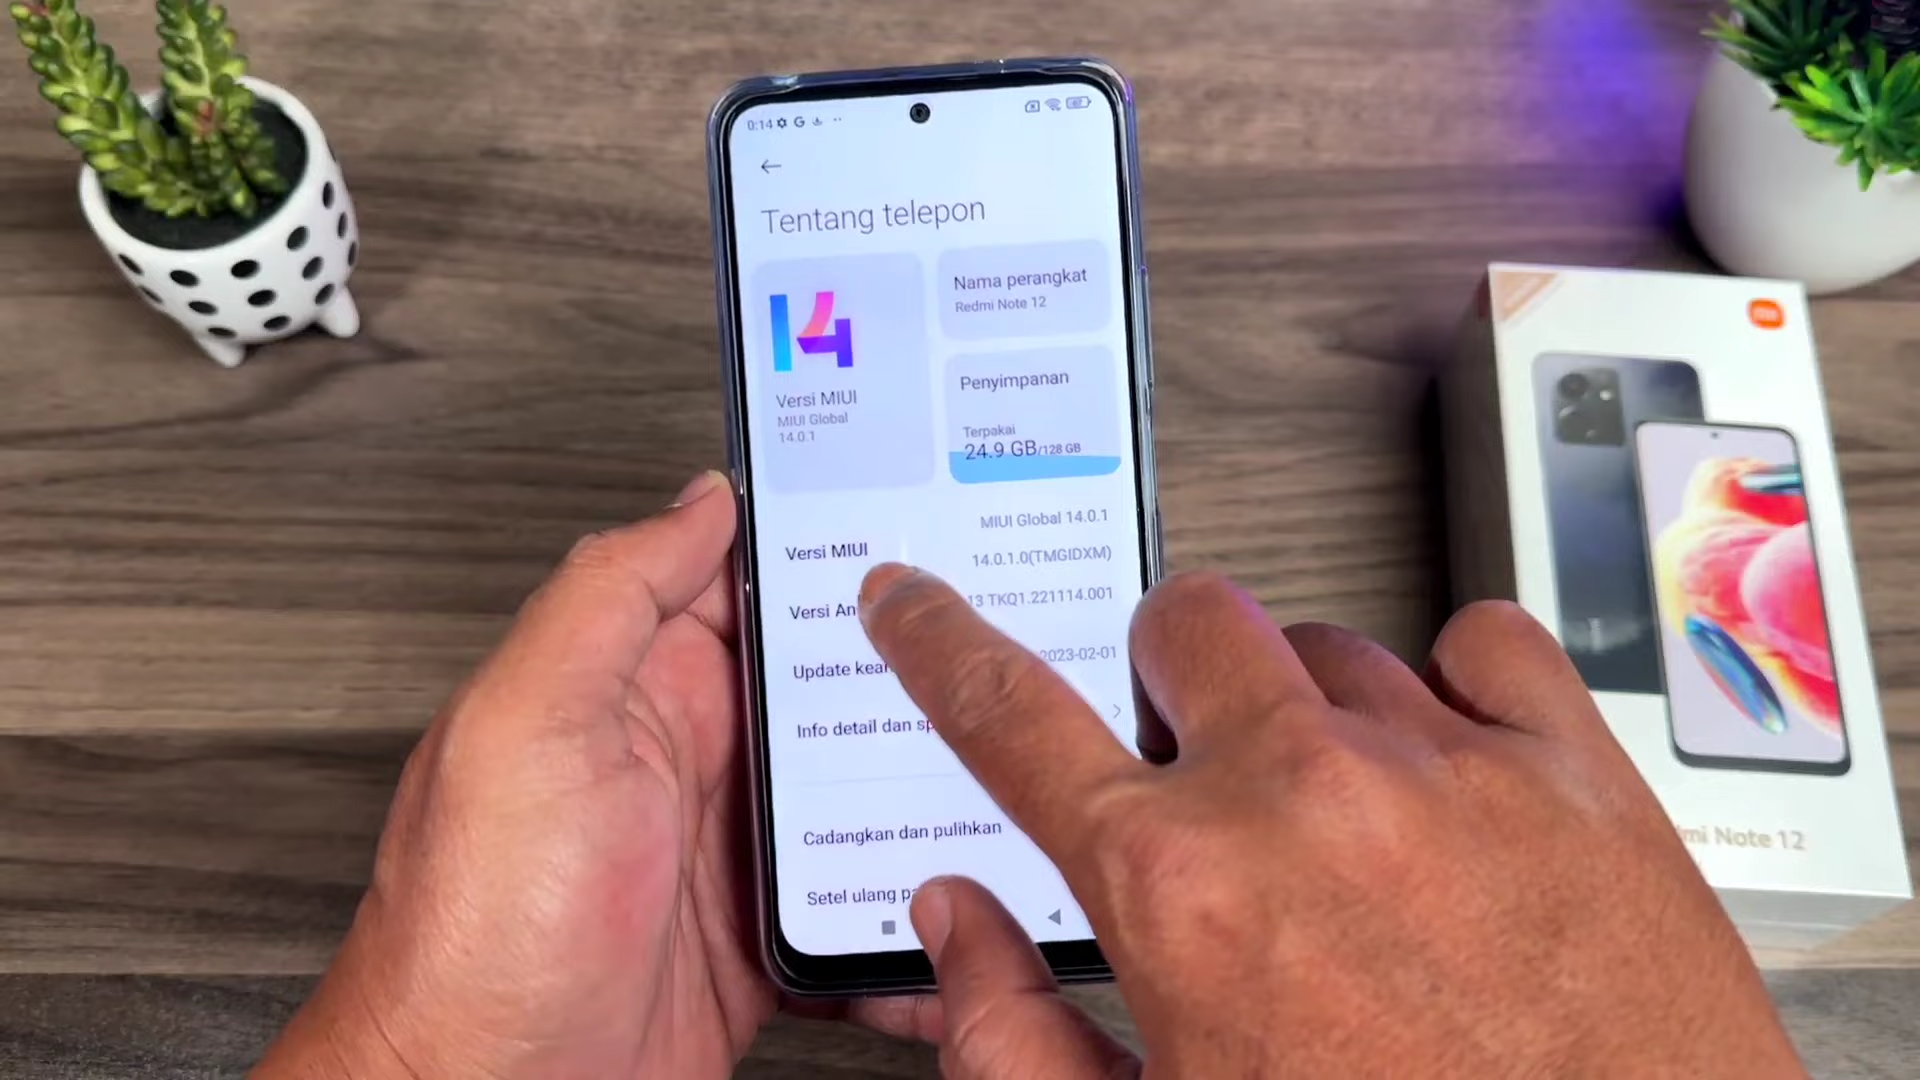 0:14
Tentang telepon
14
Versi MIUI
MIUI Global
14.0.1
Nama perangkat
Redmi Note 12
Penyimpanan
Terpakai
24.9 GB/128 GB
Versi MIUI
MIUI Global 14.0.1
14.0.1.0(TMGIDXM)
Versi An
13 TKQ1.221114.001
Update kea
2023-02-01
Info detail dan sp
Cadangkan dan pulihkan
Setel ulang pa
mi Note 12